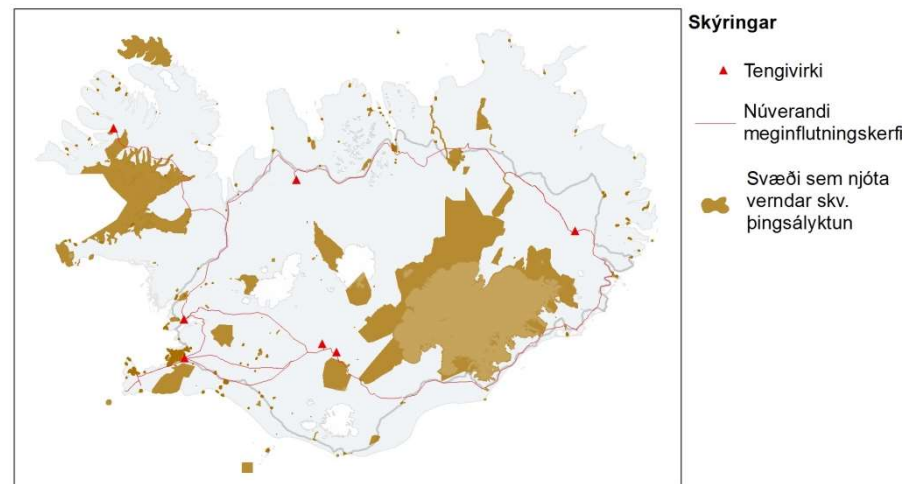 Skýringar
Tengivirki
Núverandi
meginflutningskerfi
Svæði sem njóta
verndar skv.
þingsályktun